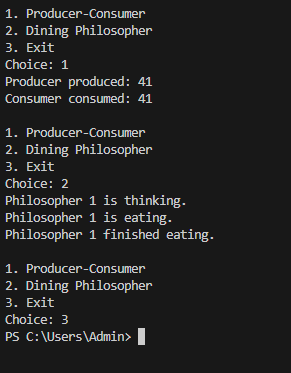 1. Producer-Consumer
2. Dining Philosopher
3. Exit
Choice: 1
Producer produced: 41
Consumer consumed: 41
1. Producer-Consumer
2. Dining Philosopher
3. Exit
Choice: 2
Philosopher 1 is thinking.
Philosopher 1 is eating.
Philosopher 1 finished eating.
1. Producer-Consumer
2. Dining Philosopher
3. Exit
Choice: 3
PS C:\Users\Admin>